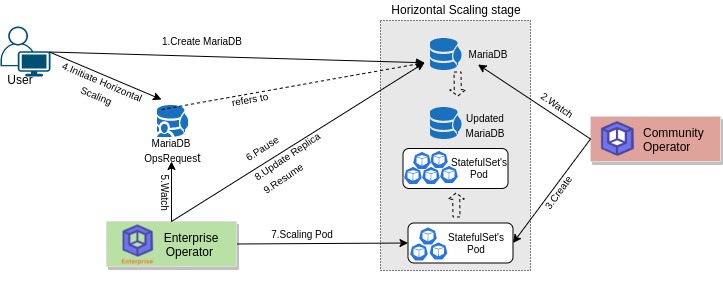 Horizontal Scaling stage
1.Create MariaDB
MariaDB
User
4.Initiate Horizontal
Scaling
refers to
2.Watch
MariaDB
OpsRequest
Updated
MariaDB
Community
Operator
6.Pause
8.Update Replica
9.Resume
StatefulSet's
Pod
5.Watch
3.Create
Enterprise
Enterprise
Operator
7.Scaling Pod
StatefulSet's
Pod